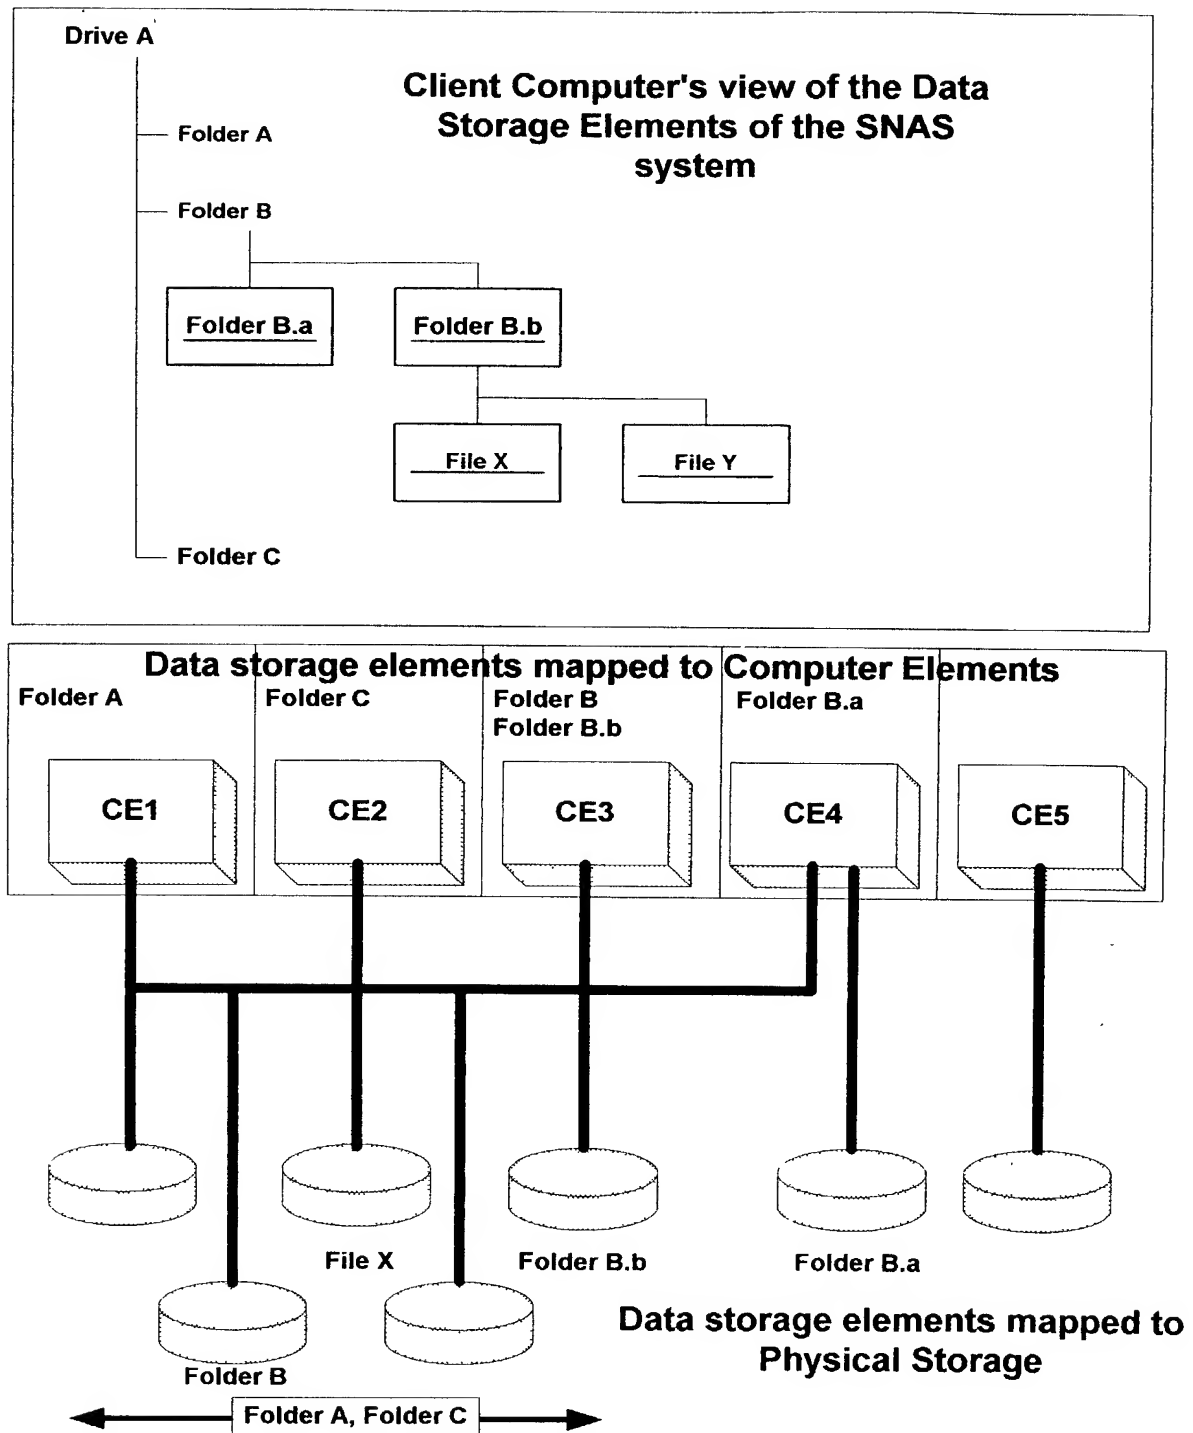 Drive A
Client Computer's view of the Data
Storage Elements of the SNAS
system
Folder A
Folder B
Folder B.a
Folder B.b
File X
File Y
Folder C
Data storage elements mapped to Computer Elements
Folder A
Folder C
Folder B
Folder B.b
Folder B.a
CE1
CE2
CE3
CE4
CE5
File X
Folder B.b
Folder B.a
Folder B
Data storage elements mapped to
Physical Storage
Folder A, Folder C